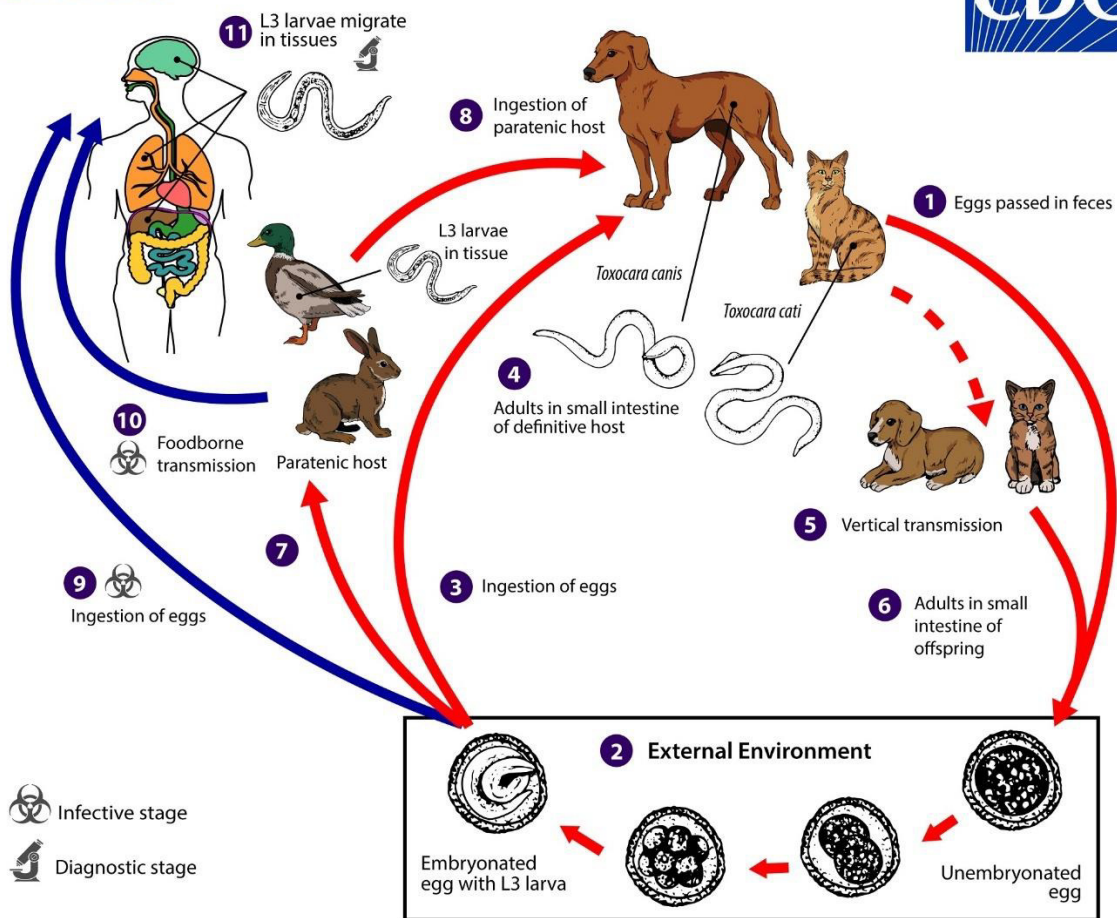 CDC
11 L3 larvae migrate
in tissues
8 Ingestion of
paratenic host
1 Eggs passed in feces
L3 larvae
in tissue
Toxocara canis
Toxocara cati
4
Adults in small intestine
of definitive host
10
Foodborne
transmission
Paratenic host
5 Vertical transmission
7
9
Ingestion of eggs
3 Ingestion of eggs
6 Adults in small
intestine of
offspring
2 External Environment
Embryonated
egg with L3 larva
Unembryonated
egg
Infective stage
Diagnostic stage